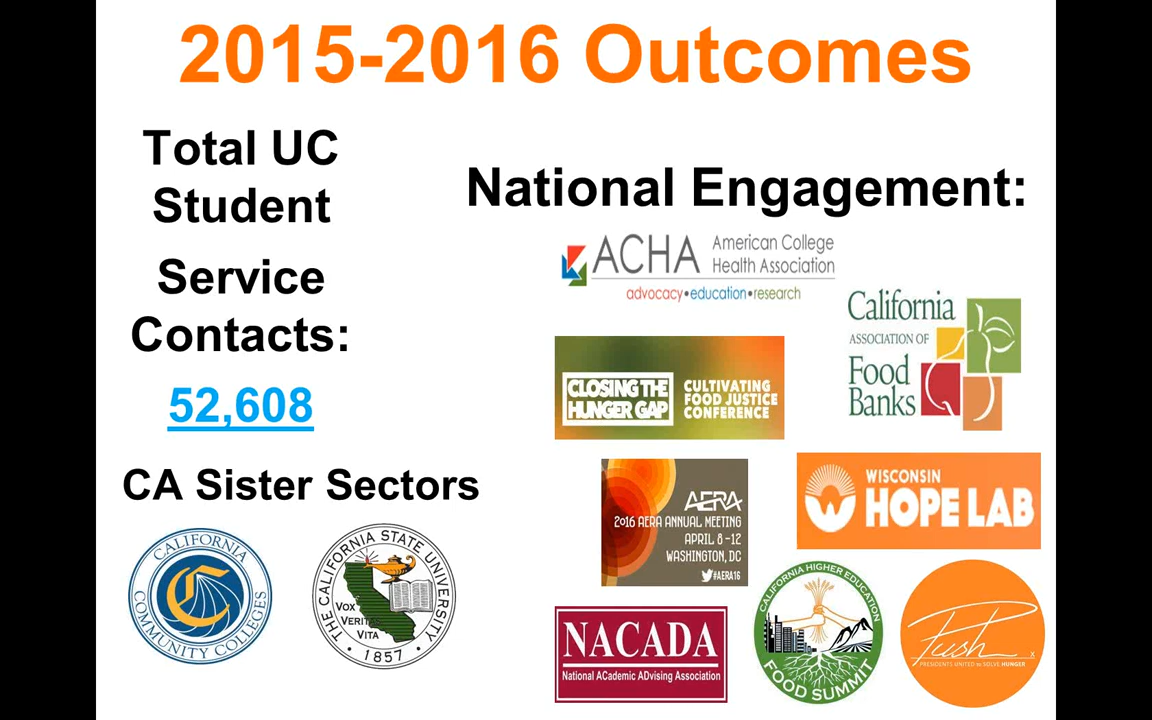 2015-2016 Outcomes
Total UC
Student
Service
Contacts:
52,608
CA Sister Sectors
CALIFORNIA
COMMUNITY COLLEGES
C
THE CALIFORNIA STATE UNIVERSITY
VOX
VERITAS
VITA
1857
National Engagement:
ACHA
American College
Health Association
advocacy•education•research
California
ASSOCIATION OF
Food
Banks
CLOSING THE
HUNGER GAP
CULTIVATING
FOOD JUSTICE
CONFERENCE
AERA
2016 AERA ANNUAL MEETING
APRIL 8-12
WASHINGTON, DC
#AERA16
WISCONSIN
HOPE LAB
NACADA
National ACademic ADvising Association
CALIFORNIA HIGHER EDUCATION
FOOD SUMMIT
Push
PRESIDENTS UNITED to SOLVE HUNGER
x